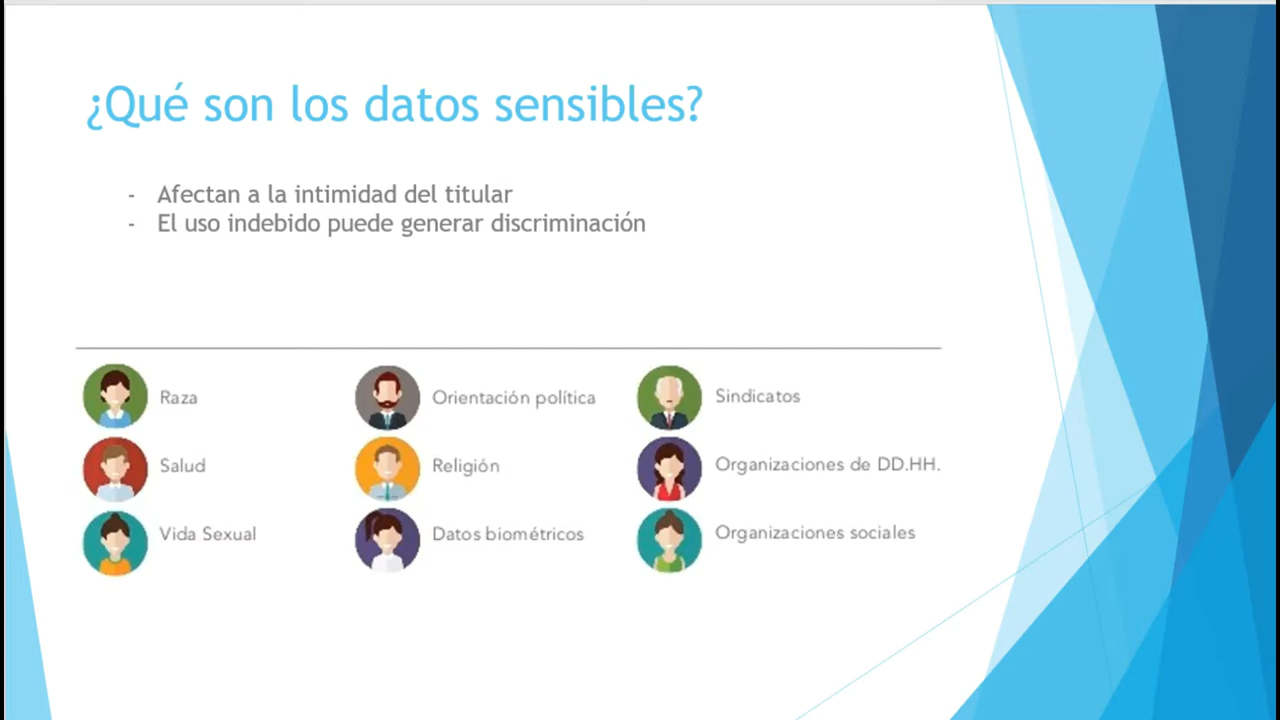 ¿Qué son los datos sensibles?
- Afectan a la intimidad del titular
- El uso indebido puede generar discriminación
Raza
Orientación política
Sindicatos
Salud
Religión
Organizaciones de DD.HH.
Vida Sexual
Datos biométricos
Organizaciones sociales